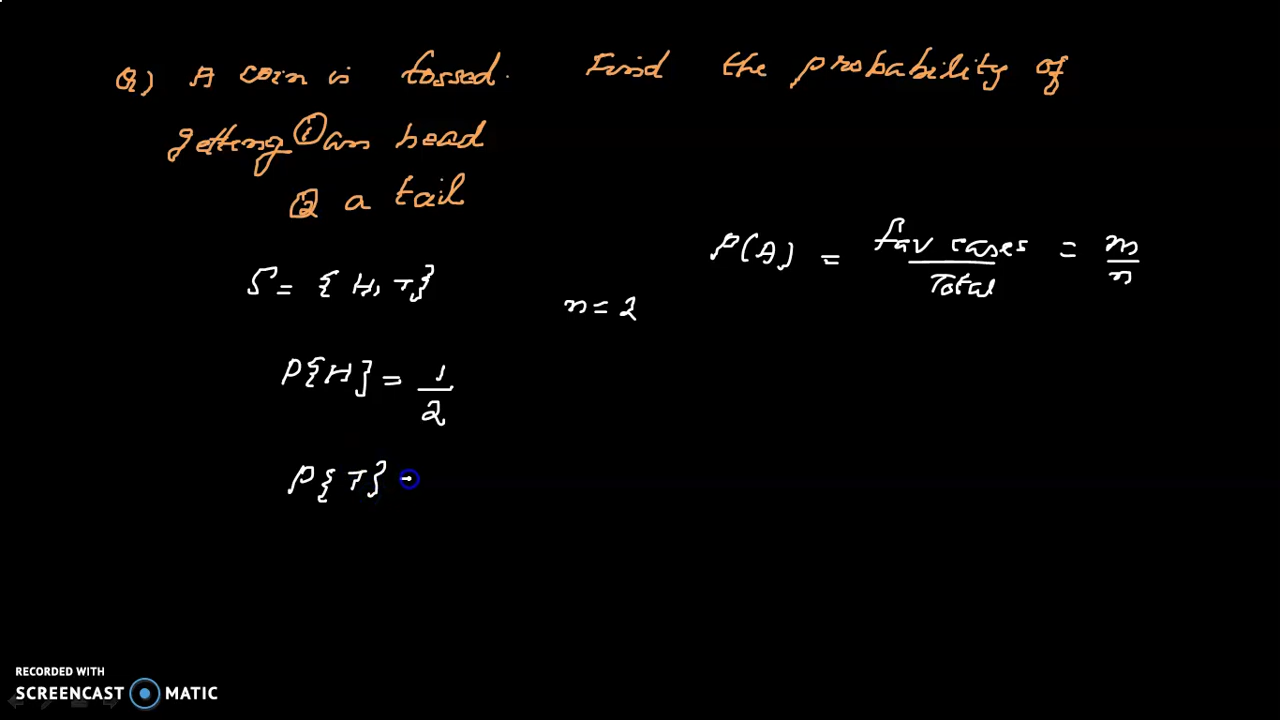 Q) A coin is tossed. Find the probability of
getting ① an head
② a tail
P(A) = fav cases / Total = m/n
S = {H, T}
n = 2
P{H} = 1/2
P{T} =
RECORDED WITH
SCREENCAST MATIC